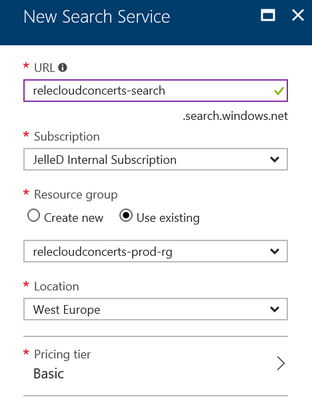 New Search Service
* URL
relecloudconcerts-search
.search.windows.net
* Subscription
JelleD Internal Subscription
* Resource group
Create new Use existing
relecloudconcerts-prod-rg
* Location
West Europe
* Pricing tier
Basic